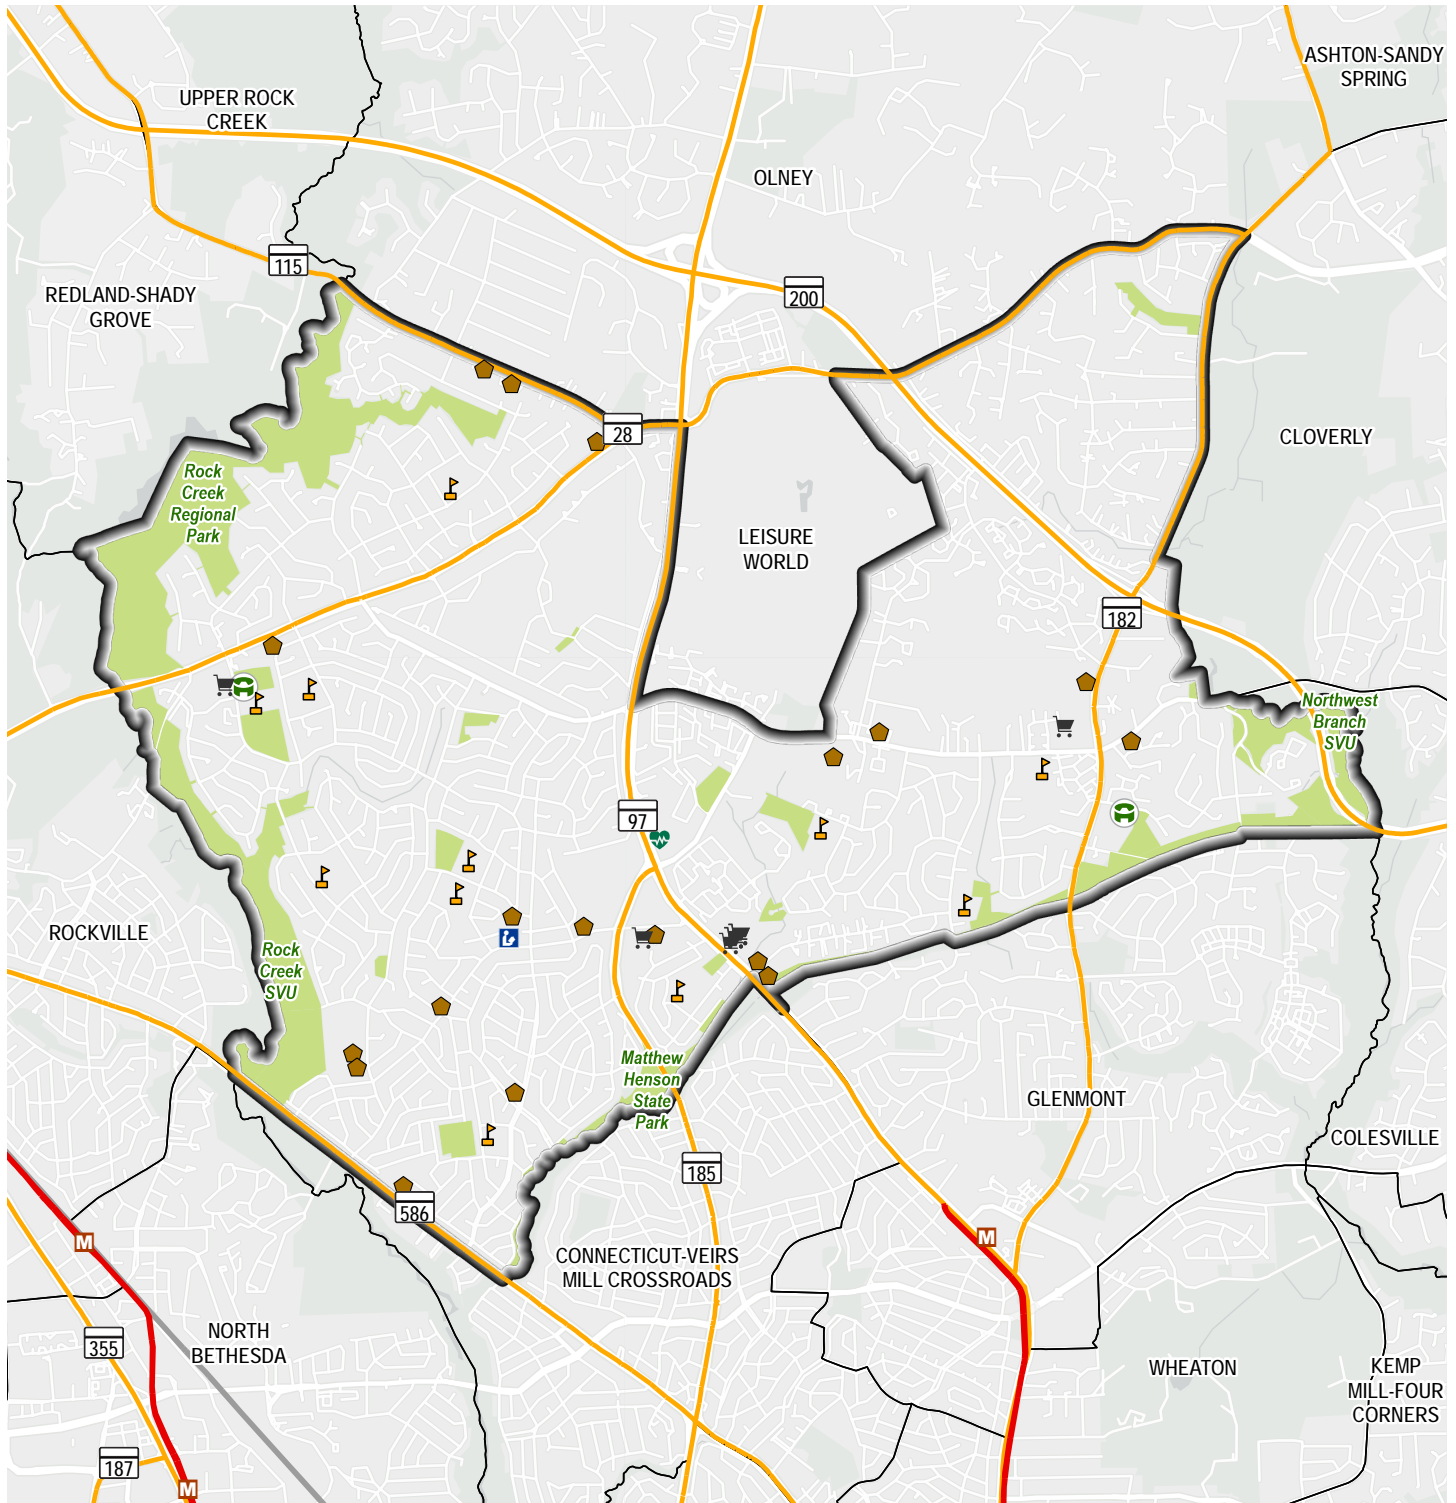 ASHTON-SANDY
SPRING
UPPER ROCK
CREEK
OLNEY
115
200
REDLAND-SHADY
GROVE
28
CLOVERLY
Rock
Creek
Regional
Park
LEISURE
WORLD
182
Northwest
Branch
SVU
97
ROCKVILLE
Rock
Creek
SVU
Matthew
Henson
State
Park
GLENMONT
COLESVILLE
185
586
M
M
CONNECTICUT-VEIRS
MILL CROSSROADS
NORTH
BETHESDA
355
WHEATON
KEMP
MILL-FOUR
CORNERS
187
M